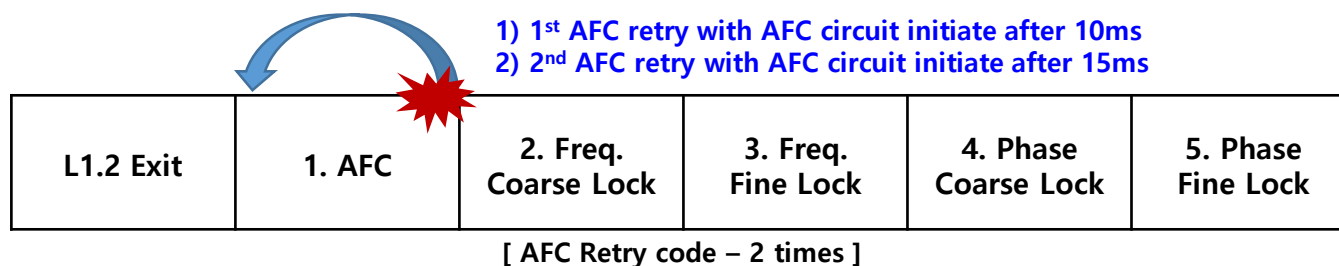 1) 1st AFC retry with AFC circuit initiate after 10ms
2) 2nd AFC retry with AFC circuit initiate after 15ms
L1.2 Exit
1. AFC
2. Freq.
Coarse Lock
3. Freq.
Fine Lock
4. Phase
Coarse Lock
5. Phase
Fine Lock
[ AFC Retry code – 2 times ]